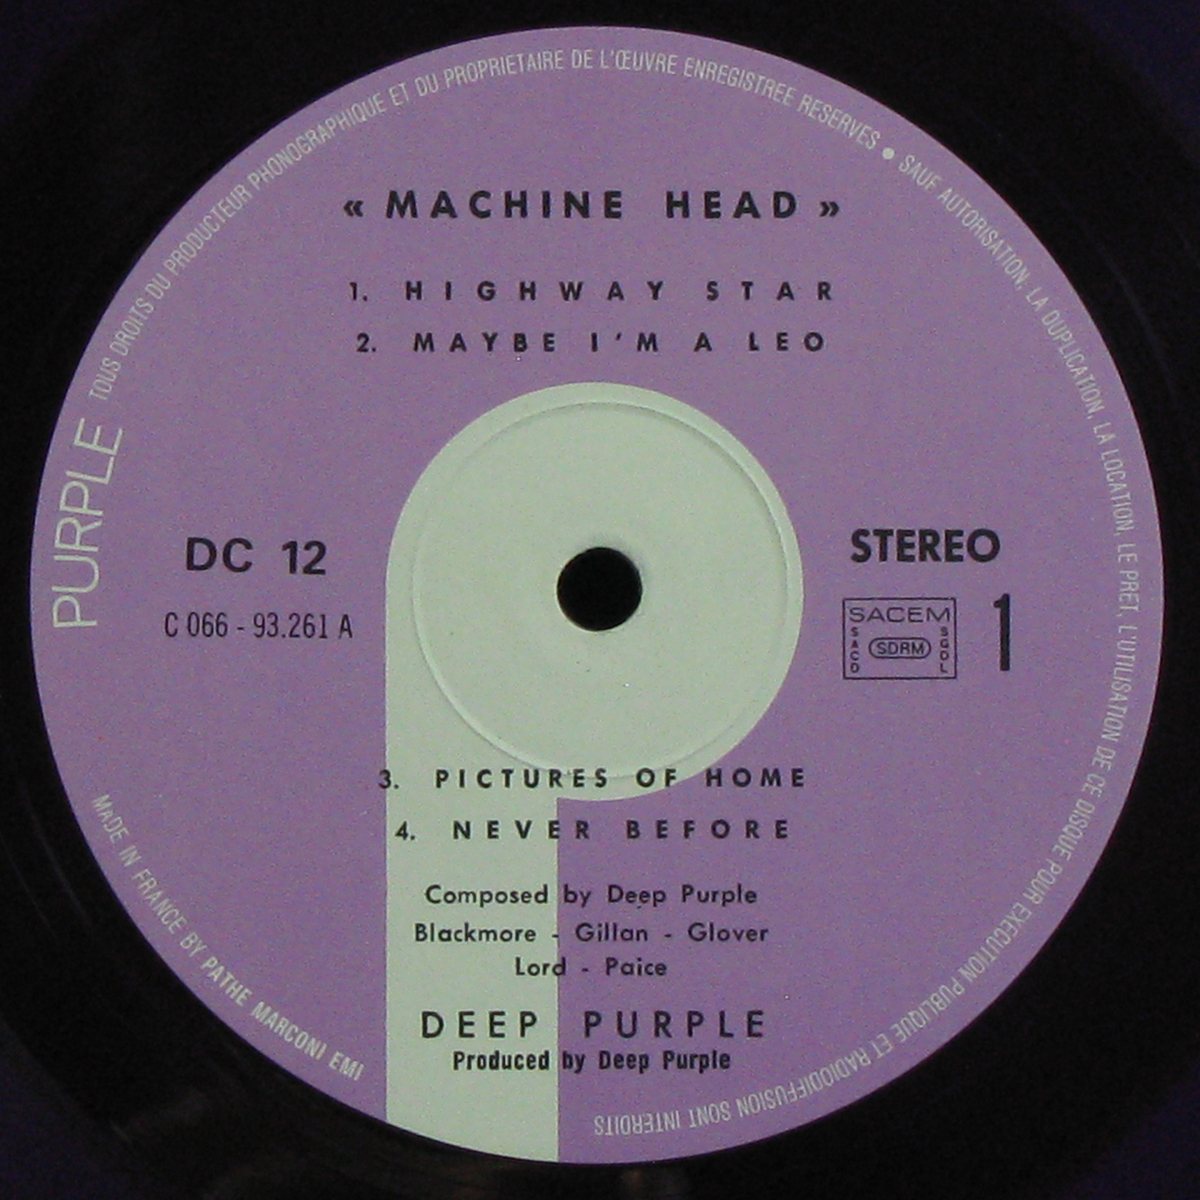 TOUS DROITS DU PRODUCTEUR PHONOGRAPHIQUE ET DU PROPRIETAIRE DE L'ŒUVRE ENREGISTREE RESERVES • SAUF AUTORISATION, LA DUPLICATION, LA LOCATION, LE PRET, L'UTILISATION DE CE DISQUE POUR EXECUTION PUBLIQUE ET RADIODIFFUSION SONT INTERDITS
« MACHINE HEAD »
1. HIGHWAY STAR
2. MAYBE I'M A LEO
PURPLE
DC 12
C 066 - 93.261 A
STEREO
SACEM
SACD
SDRM
SGDL
1
3. PICTURES OF HOME
4. NEVER BEFORE
Composed by Deep Purple
Blackmore - Gillan - Glover
Lord - Paice
DEEP PURPLE
Produced by Deep Purple
MADE IN FRANCE BY PATHE MARCONI EMI